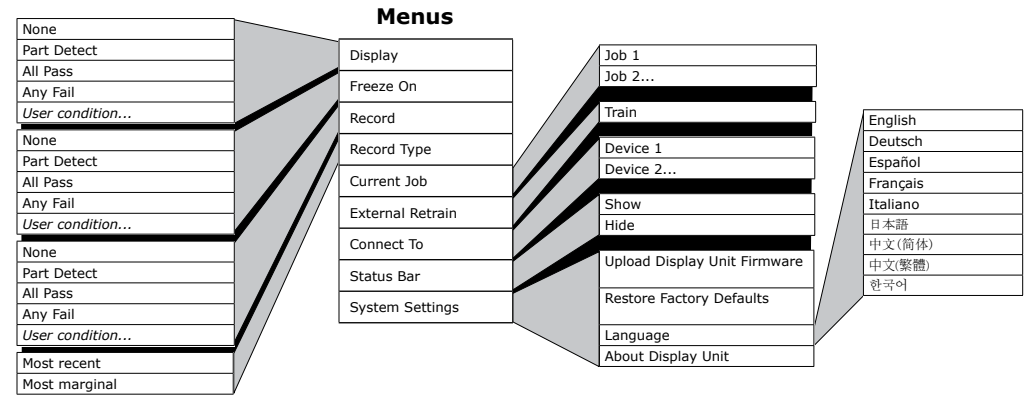 Menus
None
Part Detect
All Pass
Any Fail
User condition...
None
Part Detect
All Pass
Any Fail
User condition...
None
Part Detect
All Pass
Any Fail
User condition...
Most recent
Most marginal
Display
Freeze On
Record
Record Type
Current Job
External Retrain
Connect To
Status Bar
System Settings
Job 1
Job 2...
Train
Device 1
Device 2...
Show
Hide
Upload Display Unit Firmware
Restore Factory Defaults
Language
About Display Unit
English
Deutsch
Español
Français
Italiano
日本語
中文(简体)
中文(繁體)
한국어